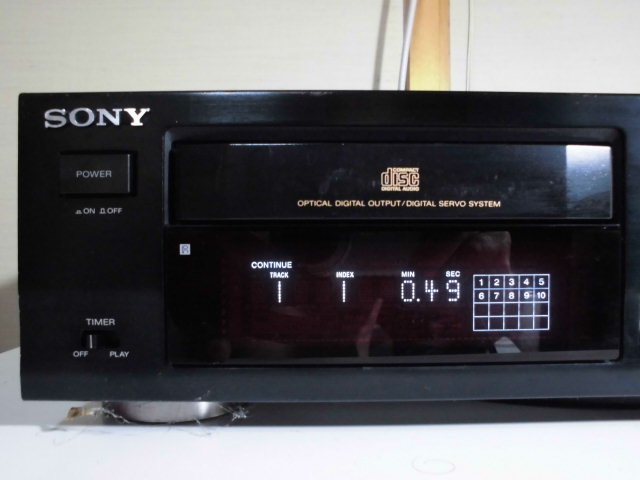 SONY
POWER
ON OFF
COMPACT
disc
DIGITAL AUDIO
OPTICAL DIGITAL OUTPUT/DIGITAL SERVO SYSTEM
CONTINUE
TRACK INDEX MIN SEC
1 1 0.49
1 2 3 4 5
6 7 8 9 10
TIMER
OFF PLAY